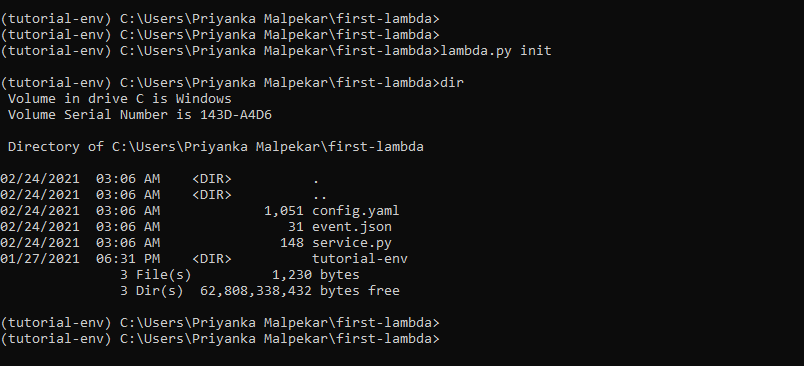 (tutorial-env) C:\Users\Priyanka Malpekar\first-lambda>
(tutorial-env) C:\Users\Priyanka Malpekar\first-lambda>
(tutorial-env) C:\Users\Priyanka Malpekar\first-lambda>lambda.py init
(tutorial-env) C:\Users\Priyanka Malpekar\first-lambda>dir
Volume in drive C is Windows
Volume Serial Number is 143D-A4D6
Directory of C:\Users\Priyanka Malpekar\first-lambda
02/24/2021  03:06 AM    <DIR>          .
02/24/2021  03:06 AM    <DIR>          ..
02/24/2021  03:06 AM             1,051 config.yaml
02/24/2021  03:06 AM                31 event.json
02/24/2021  03:06 AM               148 service.py
01/27/2021  06:31 PM    <DIR>          tutorial-env
3 File(s)          1,230 bytes
3 Dir(s)  62,808,338,432 bytes free
(tutorial-env) C:\Users\Priyanka Malpekar\first-lambda>
(tutorial-env) C:\Users\Priyanka Malpekar\first-lambda>